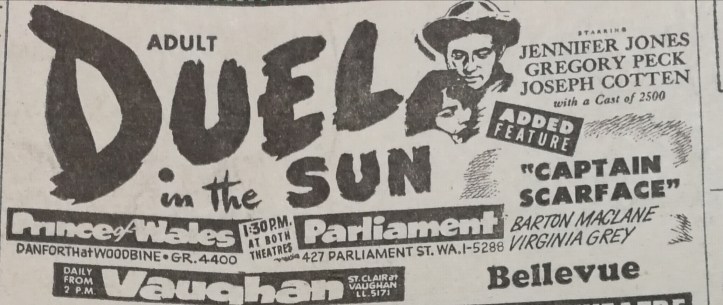 ADULT
DUEL
in the SUN
STARRING
JENNIFER JONES
GREGORY PECK
JOSEPH COTTEN
with a Cast of 2500
ADDED
FEATURE
"CAPTAIN
SCARFACE"
BARTON MACLANE
VIRGINIA GREY
Prince of Wales
DANFORTH at WOODBINE • GR. 4400
1:30 P.M.
AT BOTH
THEATRES
Parliament
427 PARLIAMENT ST. WA. 1-5288
DAILY
FROM
2 P.M.
Vaughan
ST. CLAIR at
VAUGHAN
LL. 5171
Bellevue